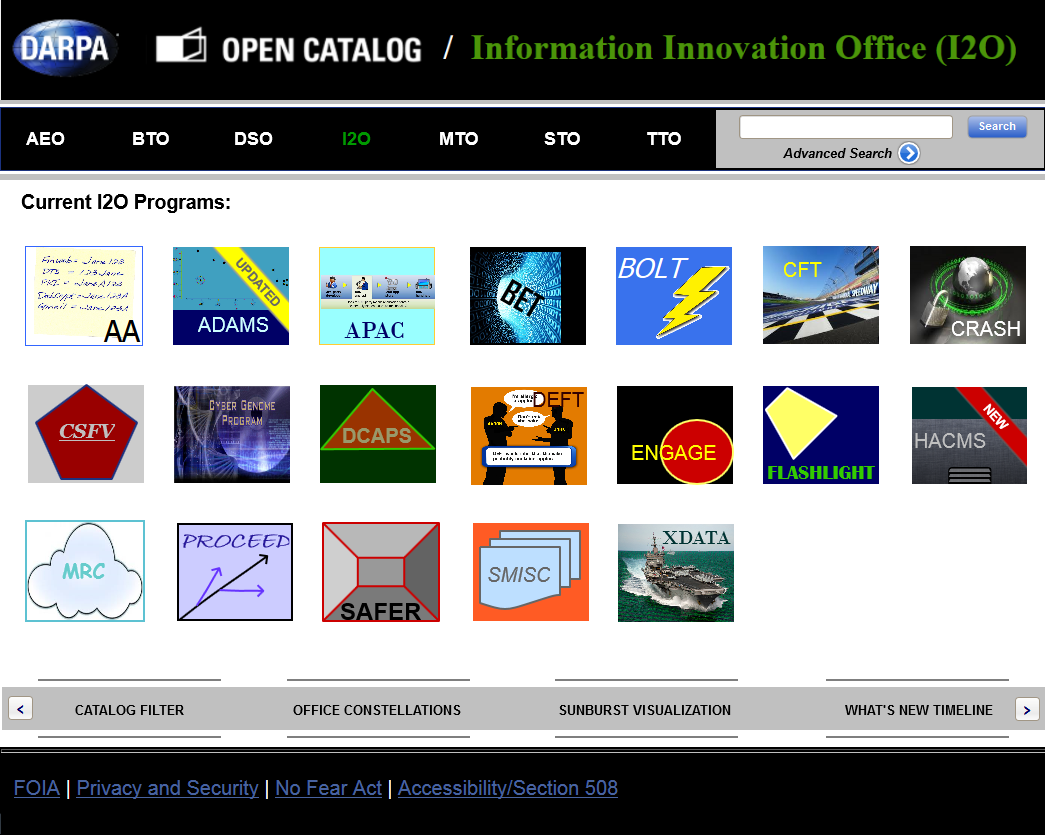 DARPA OPEN CATALOG / Information Innovation Office (I2O)
AEO BTO DSO I2O MTO STO TTO
Search
Advanced Search
Current I2O Programs:
AA
UPDATED
ADAMS
APAC
BET
BOLT
CFT
SPEEDWAY
CRASH
CSFV
CYBER GENOME
PROGRAM
DCAPS
DEFT
ENGAGE
FLASHLIGHT
NEW
HACMS
MRC
PROCEED
SAFER
SMISC
XDATA
< CATALOG FILTER OFFICE CONSTELLATIONS SUNBURST VISUALIZATION WHAT'S NEW TIMELINE >
FOIA | Privacy and Security | No Fear Act | Accessibility/Section 508